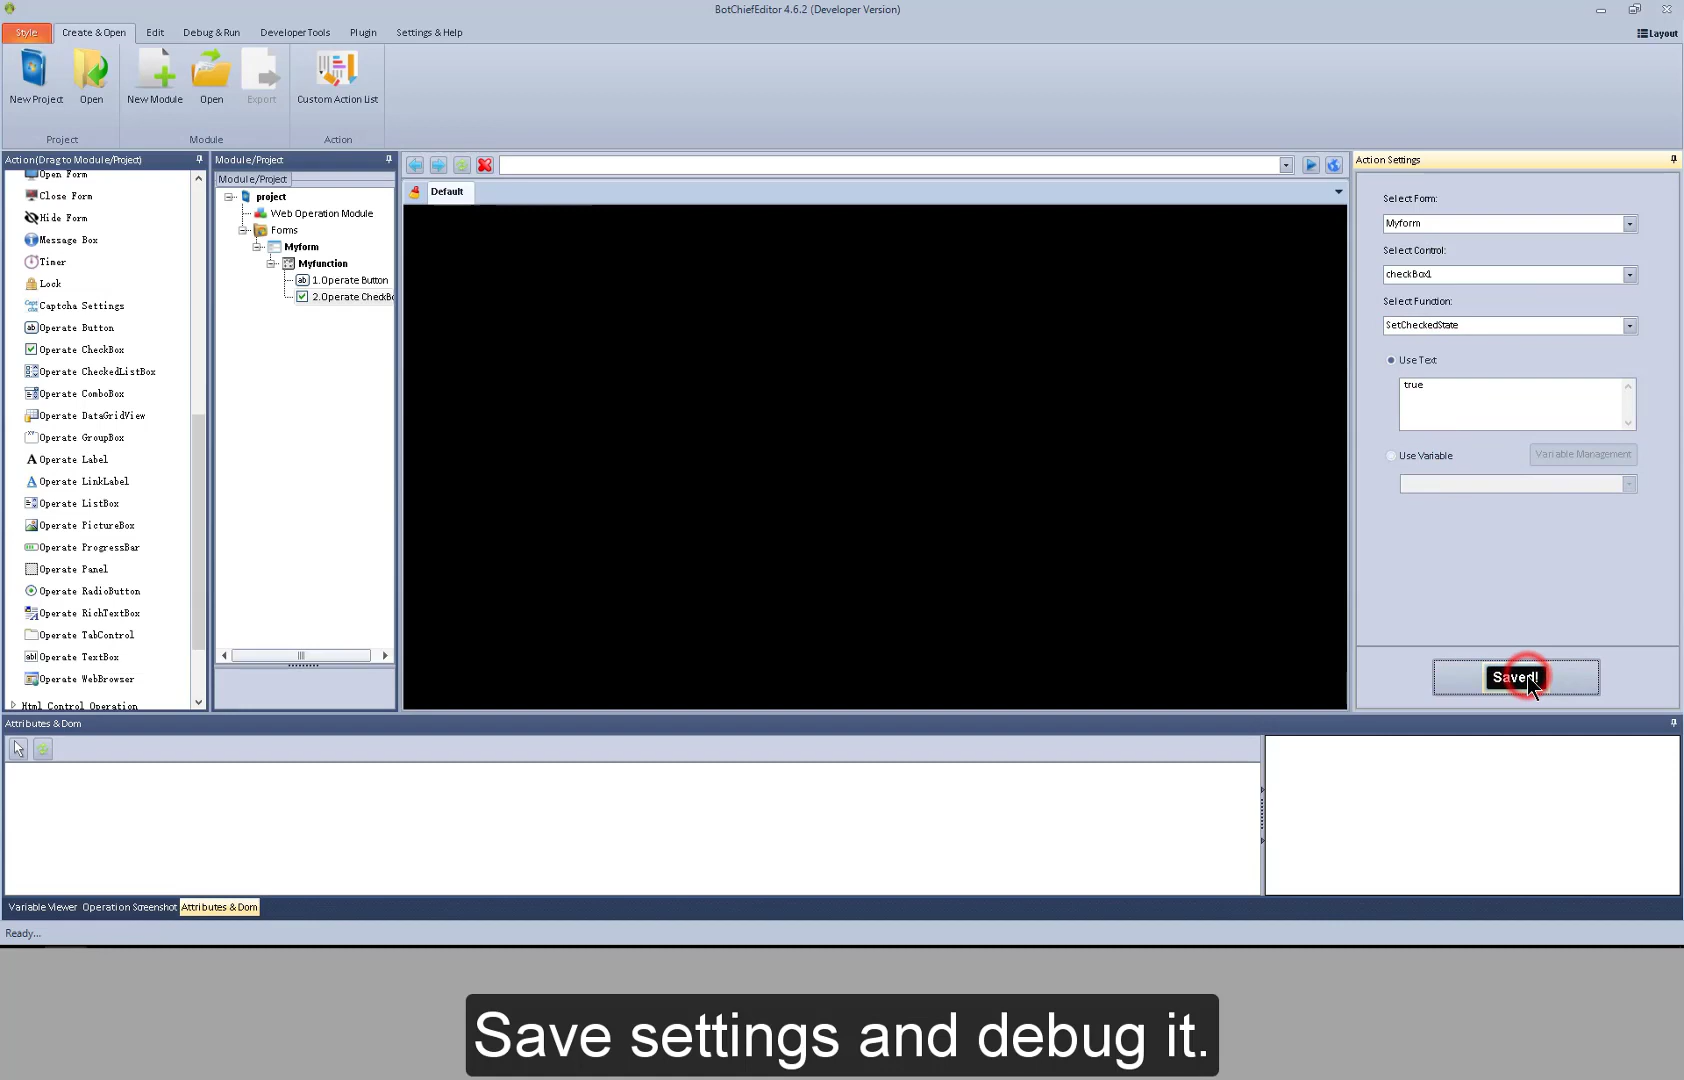 BotChiefEditor 4.6.2 (Developer Version)
Style Create & Open Edit Debug & Run Developer Tools Plugin Settings & Help
Layout
New Project Open New Module Open Export Custom Action List
Project Module Action
Action(Drag to Module/Project)
Open Form
Close Form
Hide Form
Message Box
Timer
Lock
Captcha Settings
Operate Button
Operate CheckBox
Operate CheckedListBox
Operate ComboBox
Operate DataGridView
Operate GroupBox
Operate Label
Operate LinkLabel
Operate ListBox
Operate PictureBox
Operate ProgressBar
Operate Panel
Operate RadioButton
Operate RichTextBox
Operate TabControl
Operate TextBox
Operate WebBrowser
Html Control Operation
Module/Project
Module/Project
project
Web Operation Module
Forms
Myform
Myfunction
1.Operate Button
2.Operate CheckBo
Default
Action Settings
Select Form:
Myform
Select Control:
checkBox1
Select Function:
SetCheckedState
Use Text
true
Use Variable
Variable Management
Saved!
Attributes & Dom
Variable Viewer Operation Screenshot Attributes & Dom
Ready...
Save settings and debug it.